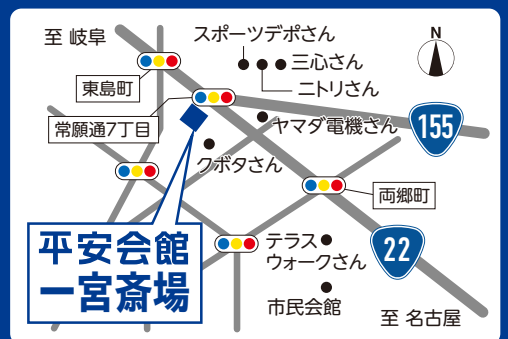 至 岐阜
スポーツデポさん
N
三心さん
ニトリさん
東島町
常願通7丁目
ヤマダ電機さん
155
クボタさん
両郷町
平安会館
一宮斎場
テラス
ウォークさん
22
市民会館
至 名古屋